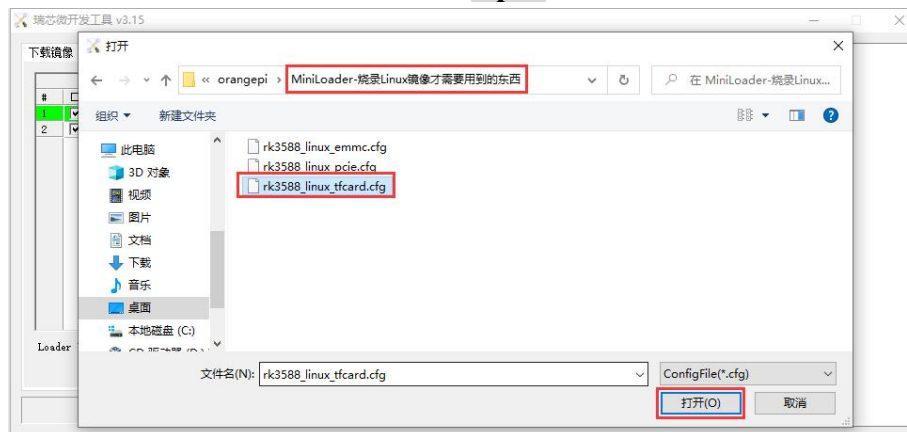 瑞芯微开发工具 v3.15
下载镜像
打开
« orangepi › MiniLoader-烧录Linux镜像才需要用到的东西
在 MiniLoader-烧录Linux...
组织 新建文件夹
#
1
2
此电脑
3D 对象
视频
图片
文档
下载
音乐
桌面
本地磁盘 (C:)
rk3588_linux_emmc.cfg
rk3588_linux_pcie.cfg
rk3588_linux_tfcard.cfg
Loader
文件名(N): rk3588_linux_tfcard.cfg ConfigFile(*.cfg)
打开(O) 取消